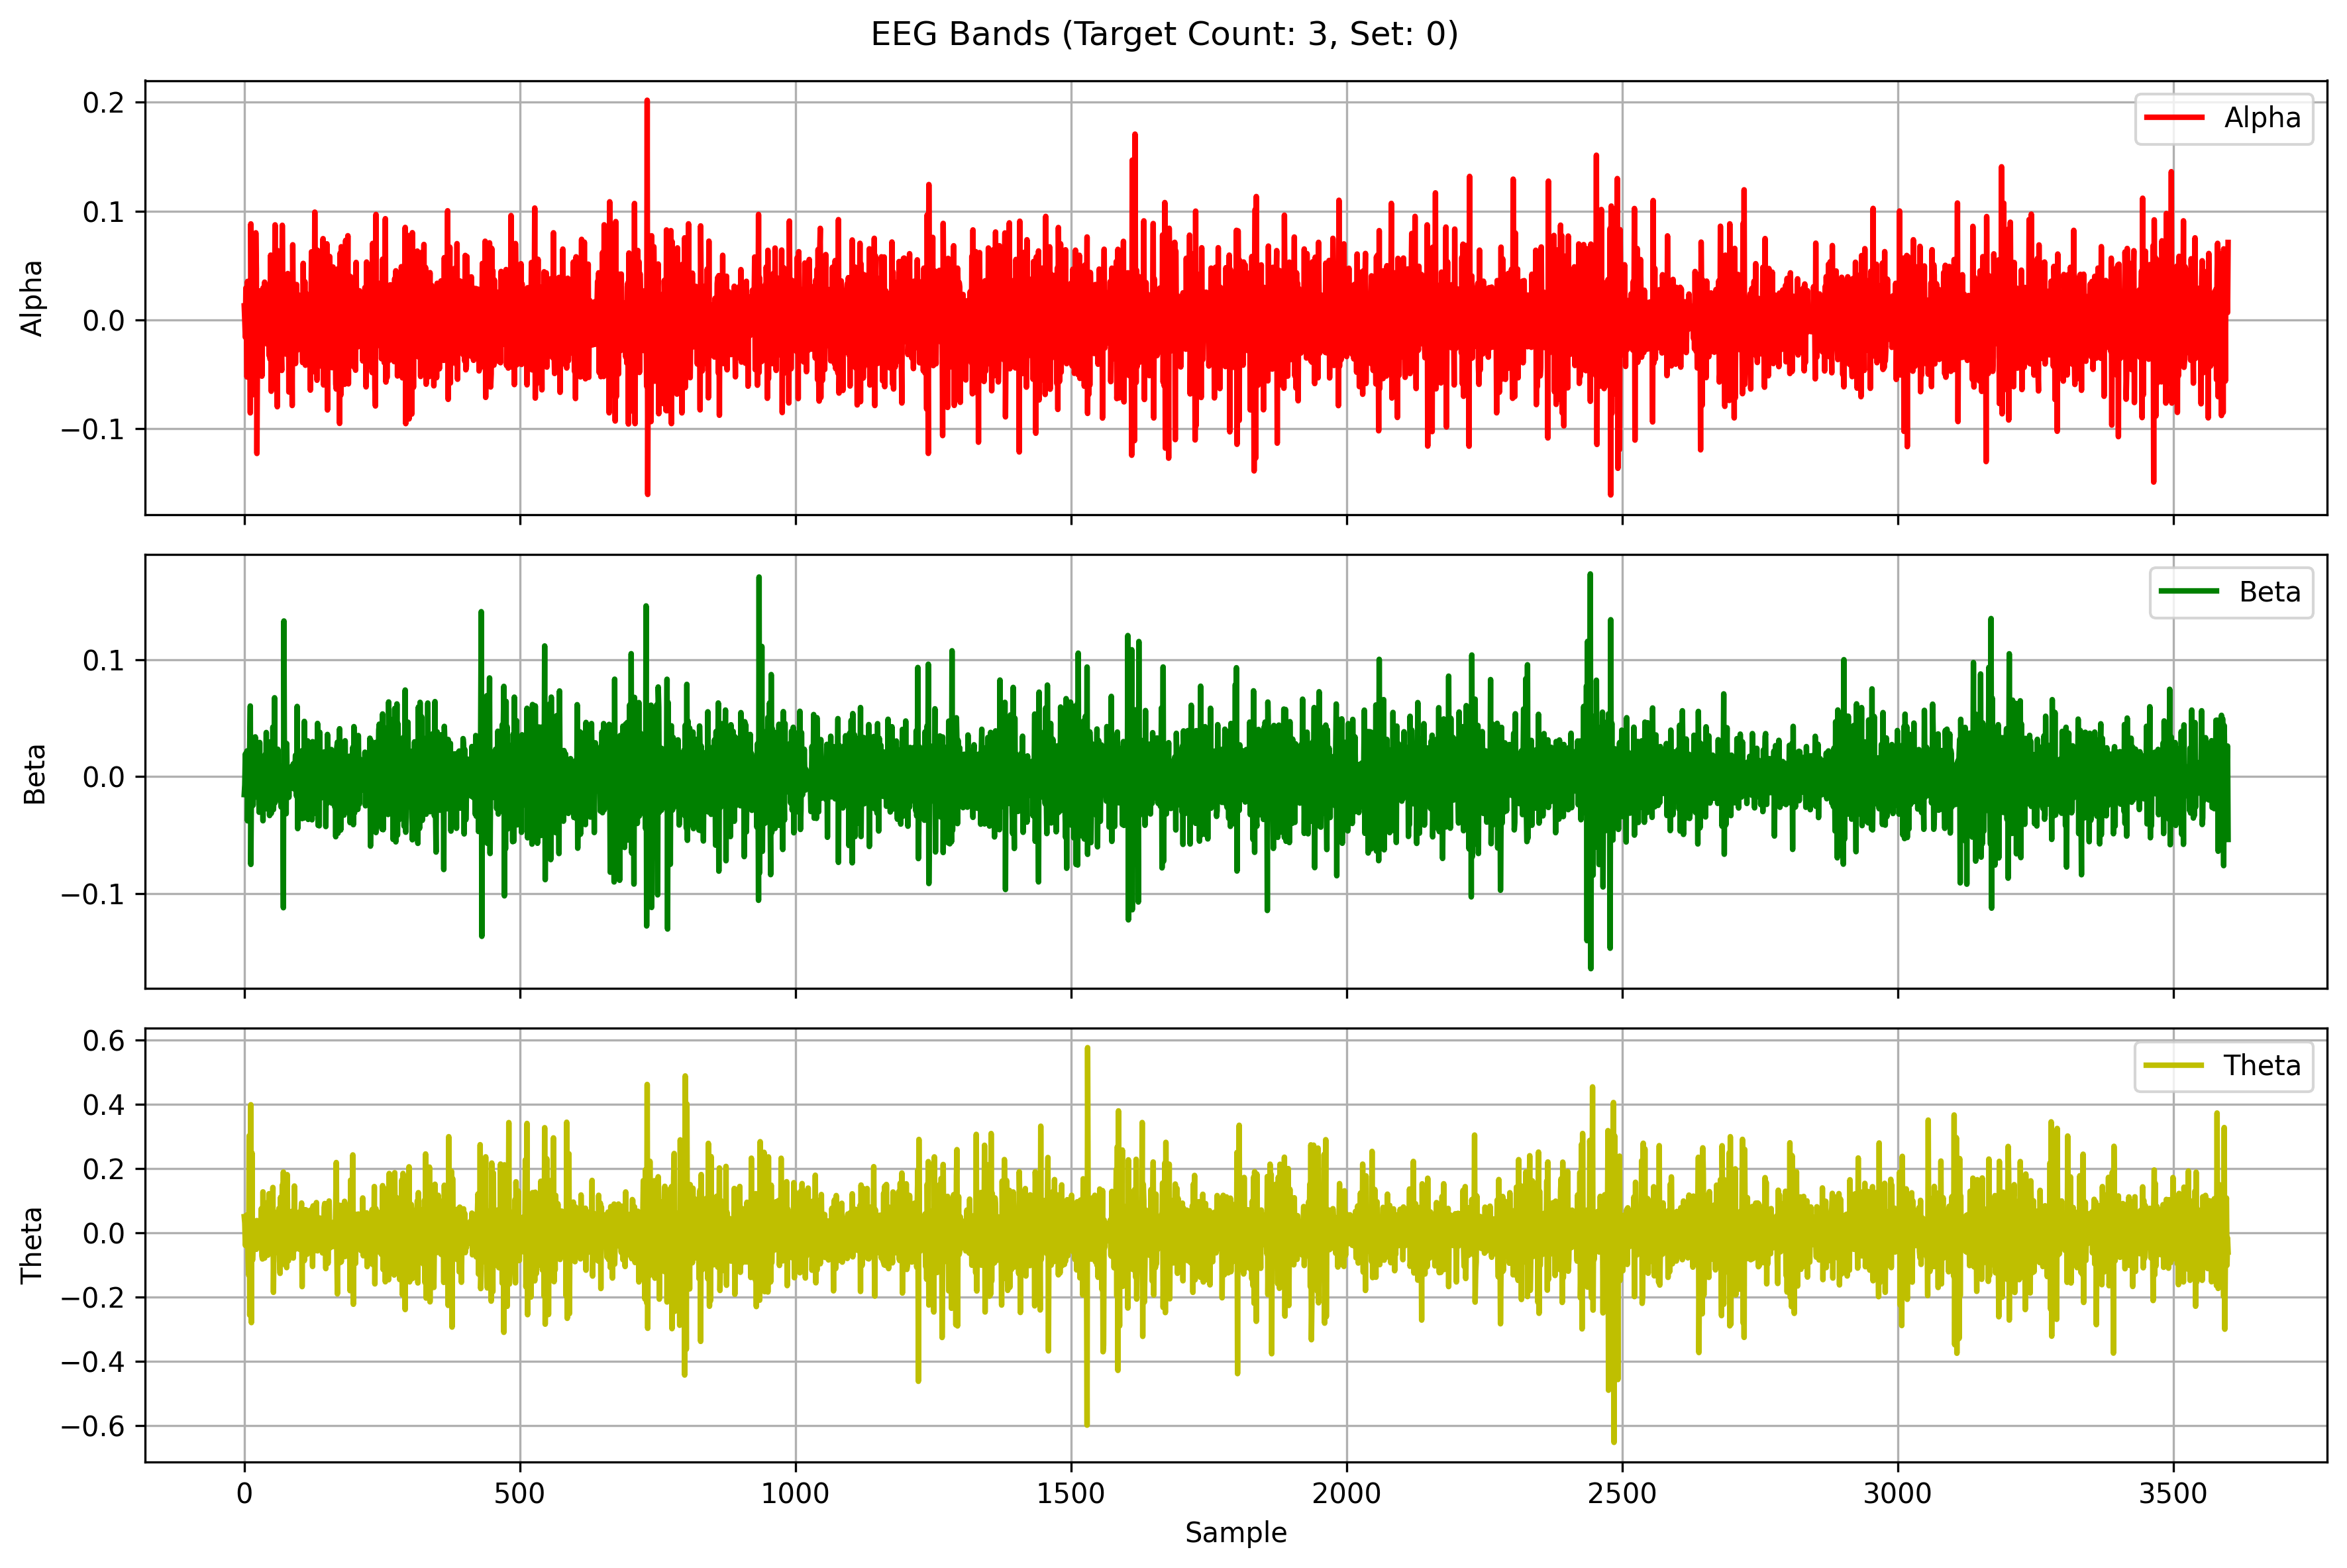 EEG Bands (Target Count: 3, Set: 0)
0.2
0.1
0.0
−0.1
Alpha
Alpha
0.1
0.0
−0.1
Beta
Beta
0.6
0.4
0.2
0.0
−0.2
−0.4
−0.6
Theta
Theta
0 500 1000 1500 2000 2500 3000 3500
Sample